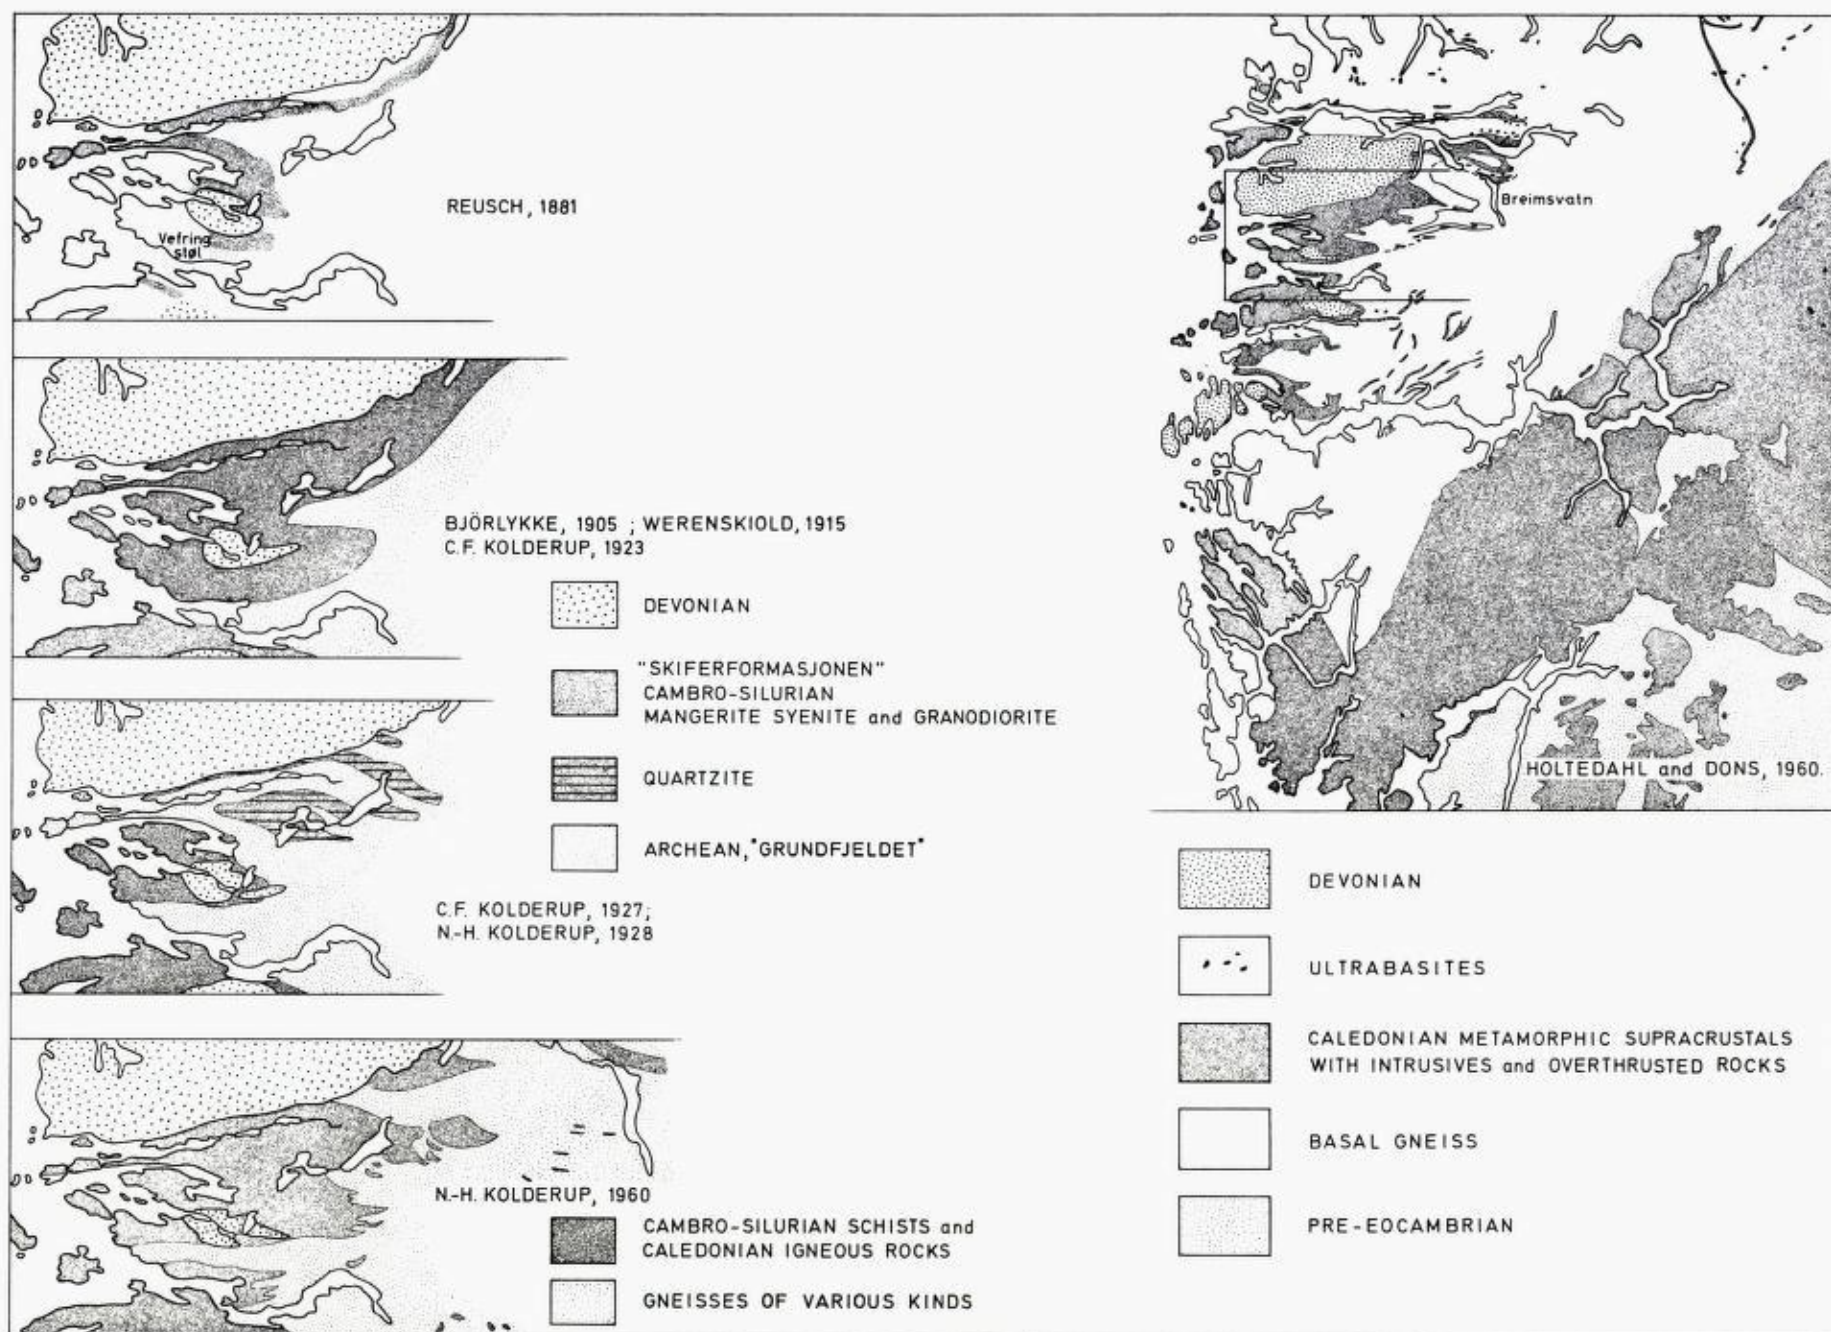 REUSCH, 1881
Vefring
støl
BJÖRLYKKE, 1905 ; WERENSKIOLD, 1915
C.F. KOLDERUP, 1923
DEVONIAN
"SKIFERFORMASJONEN"
CAMBRO-SILURIAN
MANGERITE SYENITE and GRANODIORITE
QUARTZITE
ARCHEAN, "GRUNDFJELDET"
C.F. KOLDERUP, 1927;
N.-H. KOLDERUP, 1928
N.-H. KOLDERUP, 1960
CAMBRO-SILURIAN SCHISTS and
CALEDONIAN IGNEOUS ROCKS
GNEISSES OF VARIOUS KINDS
Breimsvatn
HOLTEDAHL and DONS, 1960.
DEVONIAN
ULTRABASITES
CALEDONIAN METAMORPHIC SUPRACRUSTALS
WITH INTRUSIVES and OVERTHRUSTED ROCKS
BASAL GNEISS
PRE-EOCAMBRIAN